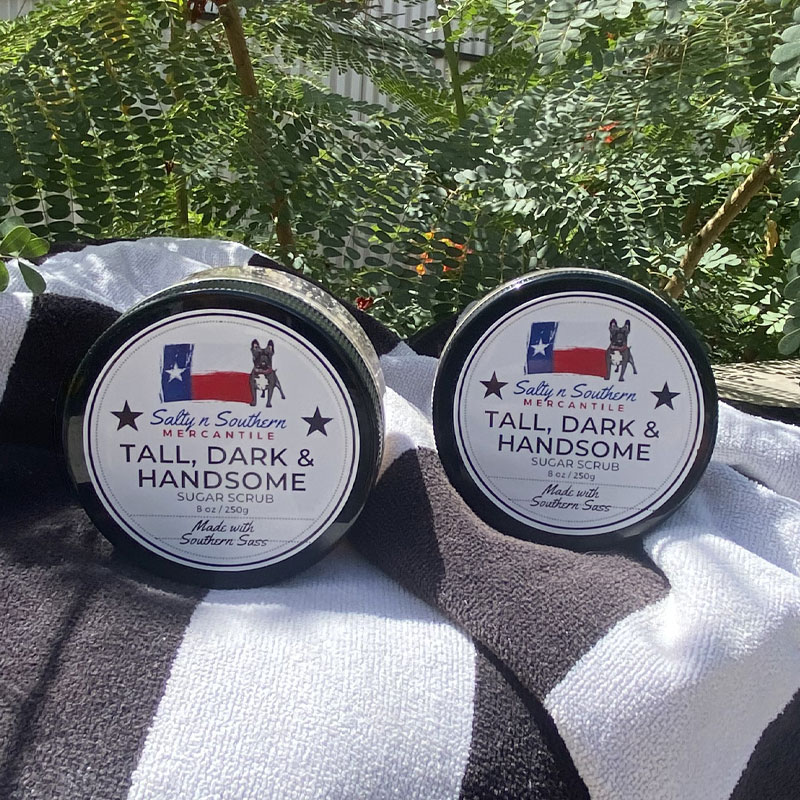 Salty n Southern
MERCANTILE
TALL, DARK &
HANDSOME
SUGAR SCRUB
8 oz / 250g
Made with
Southern Sass
Salty n Southern
MERCANTILE
TALL, DARK &
HANDSOME
SUGAR SCRUB
8 oz / 250g
Made with
Southern Sass